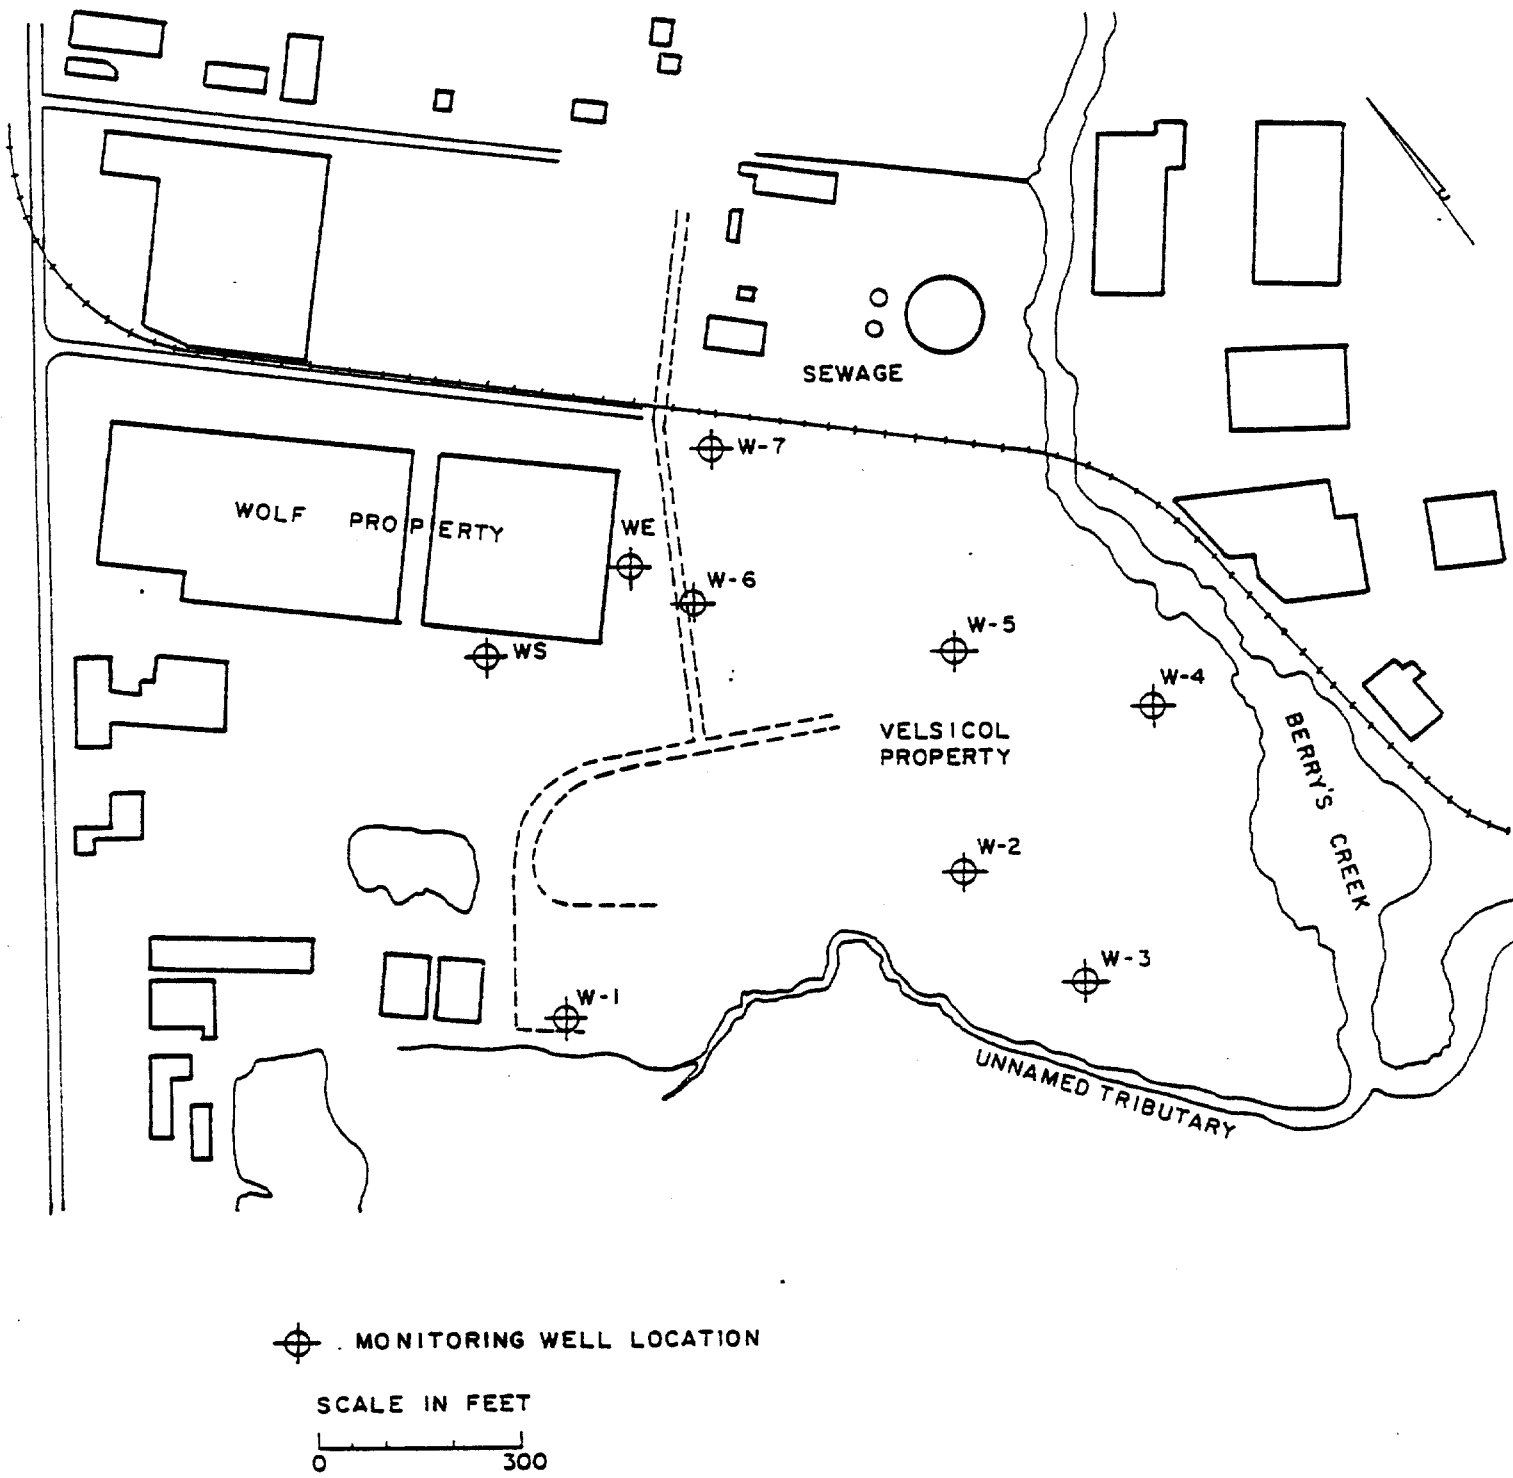 SEWAGE
W-7
WOLF PROPERTY
WE
W-6
W-5
WS
W-4
VELSICOL
PROPERTY
BERRY'S CREEK
W-2
W-3
W-1
UNNAMED TRIBUTARY
. MONITORING WELL LOCATION
SCALE IN FEET
0 300